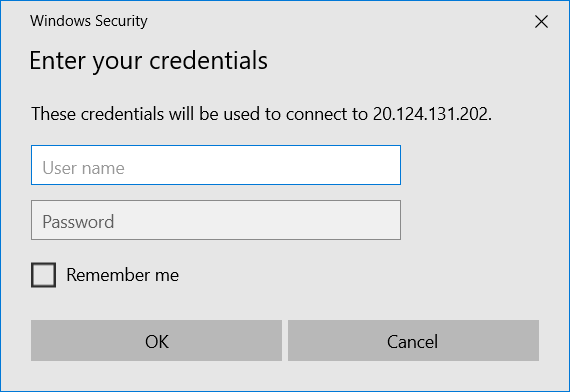 Windows Security
Enter your credentials
These credentials will be used to connect to 20.124.131.202.
User name
Password
Remember me
OK
Cancel